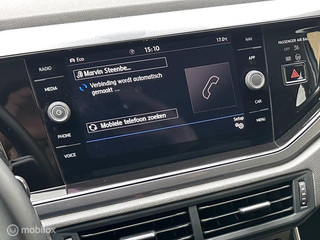 RADIO
MEDIA
PHONE
VOICE
Eco
15:10
17.0°C
Marvin Steenbe...
Verbinding wordt automatisch
gemaakt ...
Mobiele telefoon zoeken
Setup
NAV
APP
CAR
MENU
PASSENGER AIR BAG
© mobilox
Marktplaats